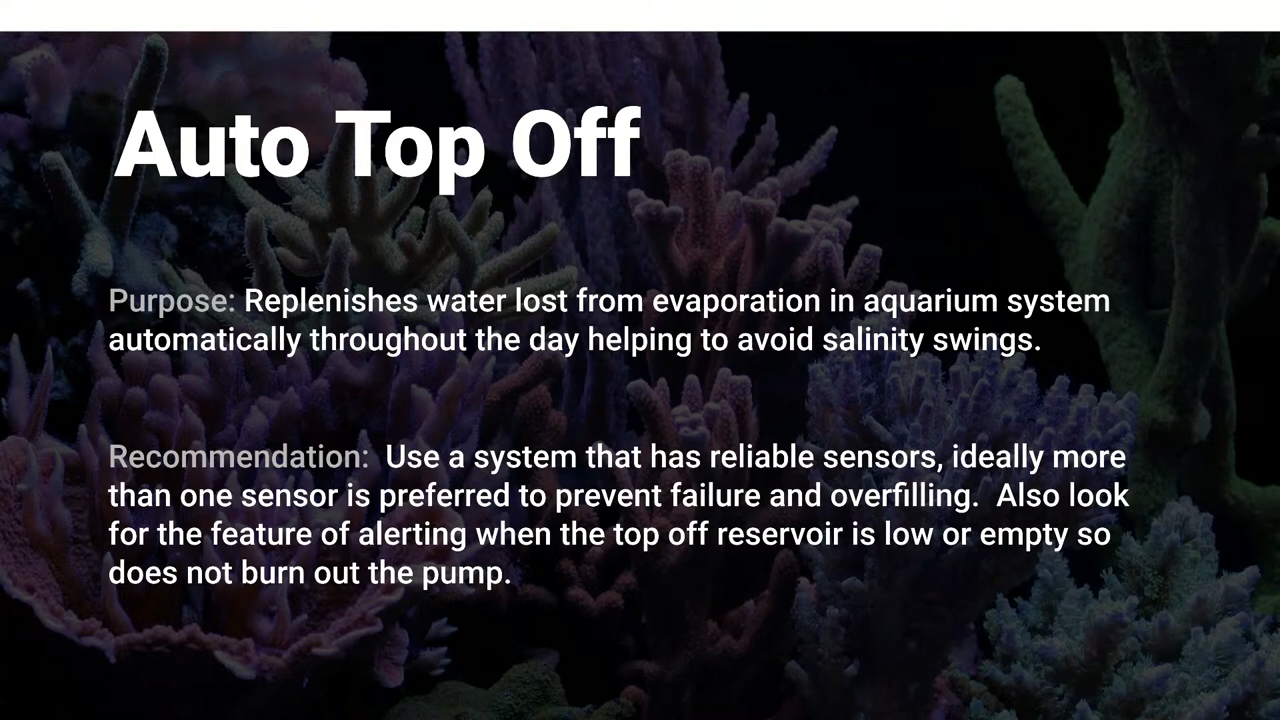 Auto Top Off
Purpose: Replenishes water lost from evaporation in aquarium system
automatically throughout the day helping to avoid salinity swings.
Recommendation:  Use a system that has reliable sensors, ideally more
than one sensor is preferred to prevent failure and overfilling.  Also look
for the feature of alerting when the top off reservoir is low or empty so
does not burn out the pump.